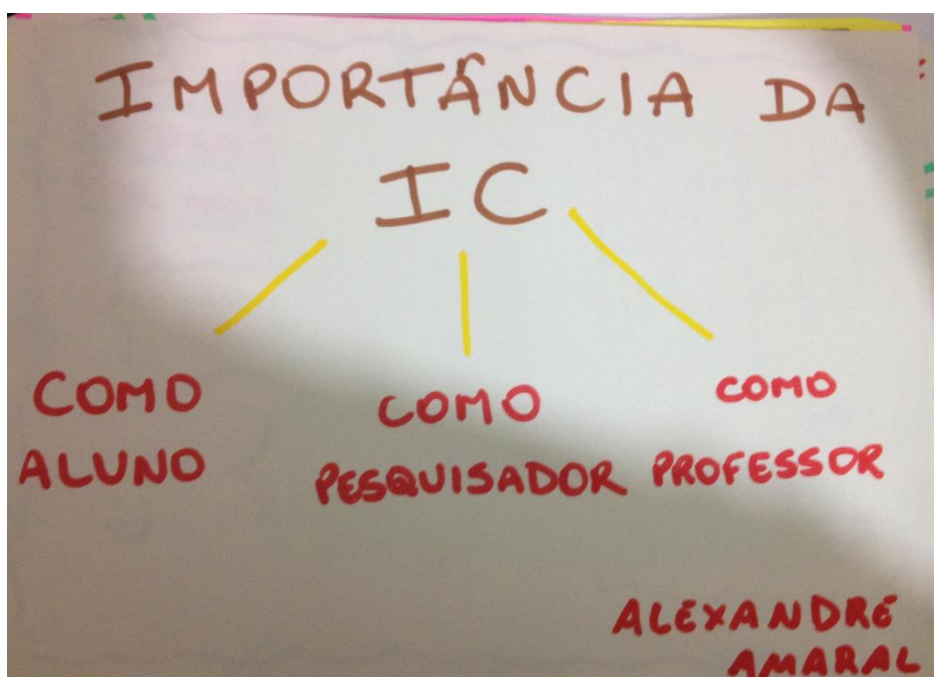 IMPORTÂNCIA DA
IC
COMO
ALUNO
COMO
PESQUISADOR
COMO
PROFESSOR
ALEXANDRE
AMARAL